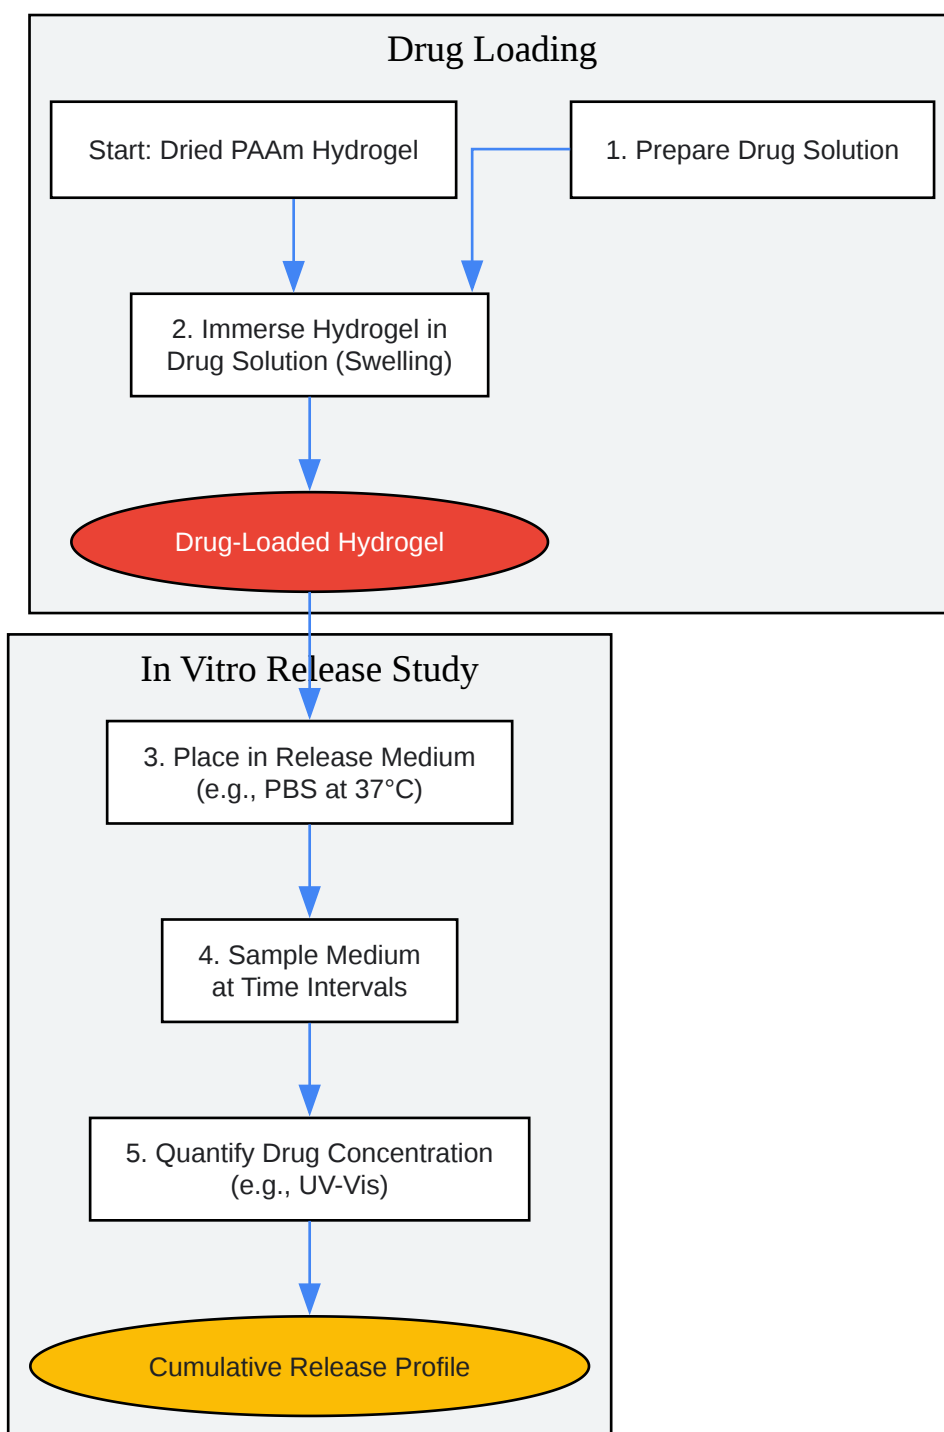 Drug Loading
Start: Dried PAAm Hydrogel
1. Prepare Drug Solution
2. Immerse Hydrogel in
Drug Solution (Swelling)
Drug-Loaded Hydrogel
In Vitro Release Study
3. Place in Release Medium
(e.g., PBS at 37°C)
4. Sample Medium
at Time Intervals
5. Quantify Drug Concentration
(e.g., UV-Vis)
Cumulative Release Profile